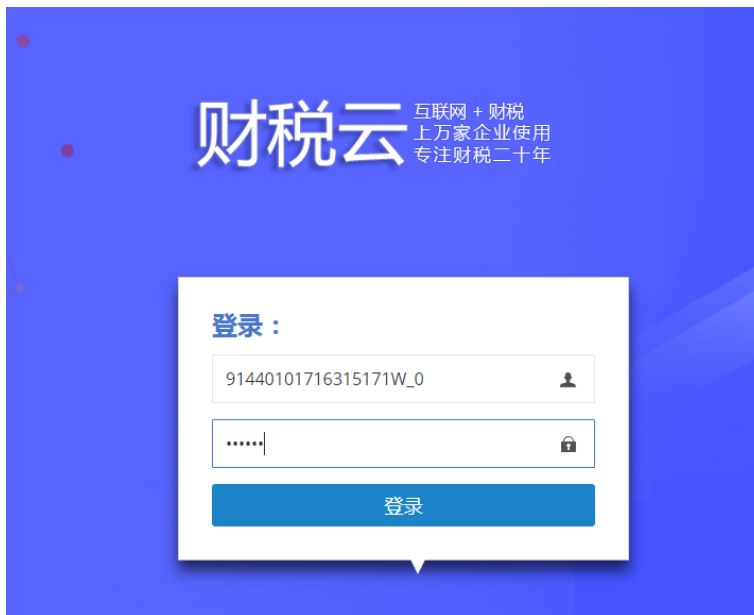 财税云
互联网 + 财税
上万家企业使用
专注财税二十年
登录：
91440101716315171W_0
••••••
登录